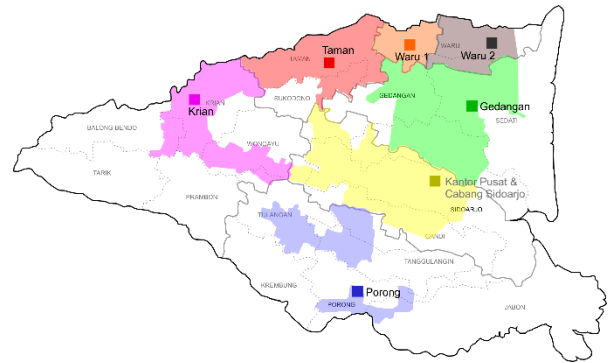 Taman
Waru 1
WARU
Waru 2
TAMAN
KRIAN
Krian
SUKODONO
GEDANGAN
Gedangan
SEDATI
BALONG BENDO
WONOAYU
TARIK
PRAMBON
Kantor Pusat &
Cabang Sidoarjo
SIDOARJO
TULANGAN
CANDI
TANGGULANGIN
KREMBUNG
Porong
PORONG
JABON